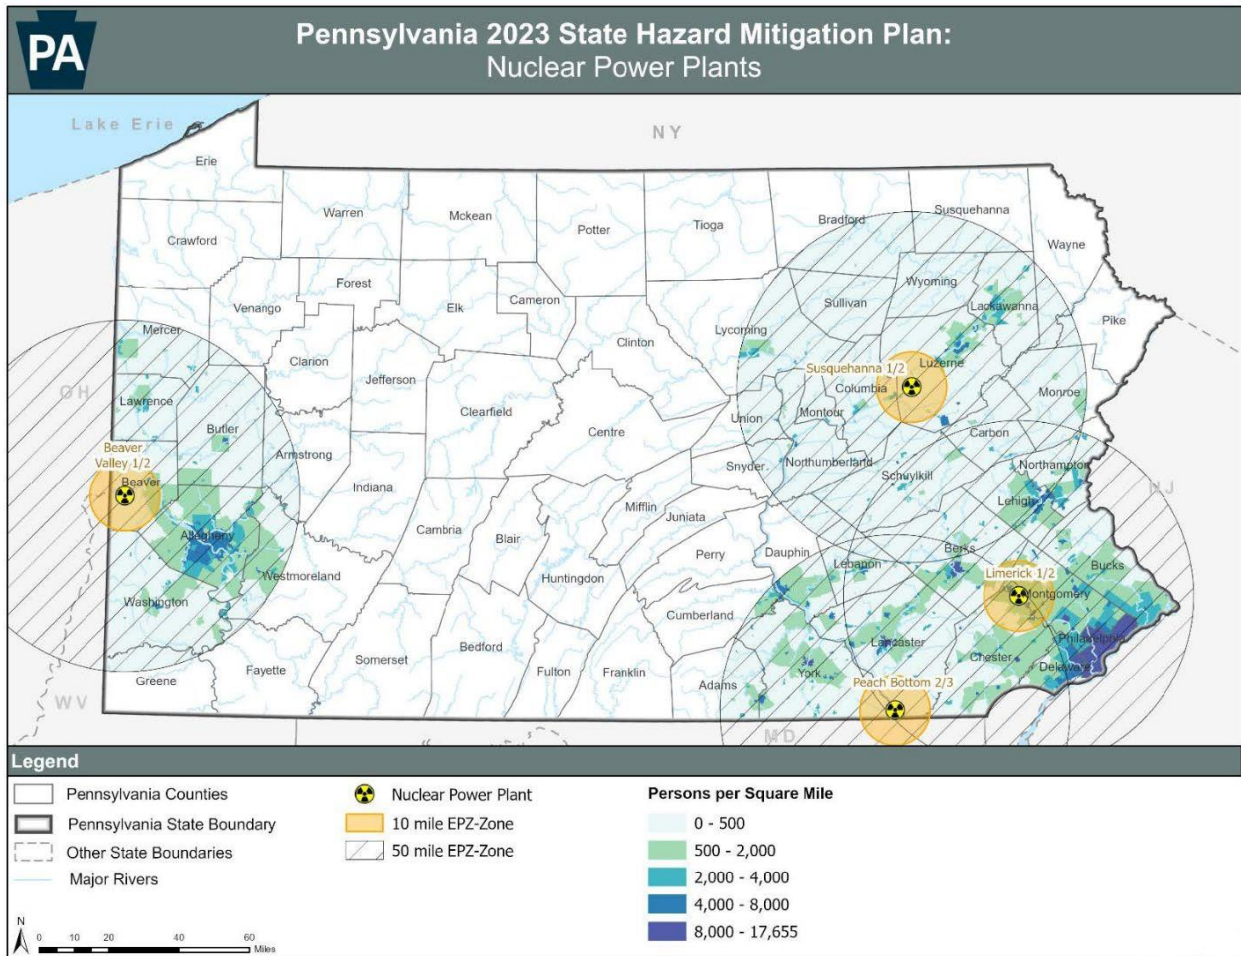 PA
Pennsylvania 2023 State Hazard Mitigation Plan:
Nuclear Power Plants
Lake Erie
NY
Erie
Crawford
Warren
Mckean
Potter
Tioga
Bradford
Susquehanna
Wayne
Forest
Venango
Elk
Cameron
Clinton
Lycoming
Sullivan
Wyoming
Lackawanna
Pike
Mercer
Clarion
Jefferson
Clearfield
Centre
Union
Montour
Columbia
Luzerne
Susquehanna 1/2
Monroe
OH
Lawrence
Butler
Armstrong
Indiana
Snyder
Northumberland
Schuylkill
Carbon
Northampton
Lehigh
NJ
Beaver
Valley 1/2
Beaver
Allegheny
Westmoreland
Washington
Cambria
Blair
Huntingdon
Mifflin
Juniata
Perry
Dauphin
Lebanon
Berks
Limerick 1/2
Montgomery
Bucks
Philadelphia
Delaware
Chester
Lancaster
York
Cumberland
Adams
Franklin
Fulton
Bedford
Somerset
Fayette
Greene
WV
Peach Bottom 2/3
MD
Legend
Pennsylvania Counties
Pennsylvania State Boundary
Other State Boundaries
Major Rivers
Nuclear Power Plant
10 mile EPZ-Zone
50 mile EPZ-Zone
Persons per Square Mile
0 - 500
500 - 2,000
2,000 - 4,000
4,000 - 8,000
8,000 - 17,655
N
0 10 20 40 60
Miles